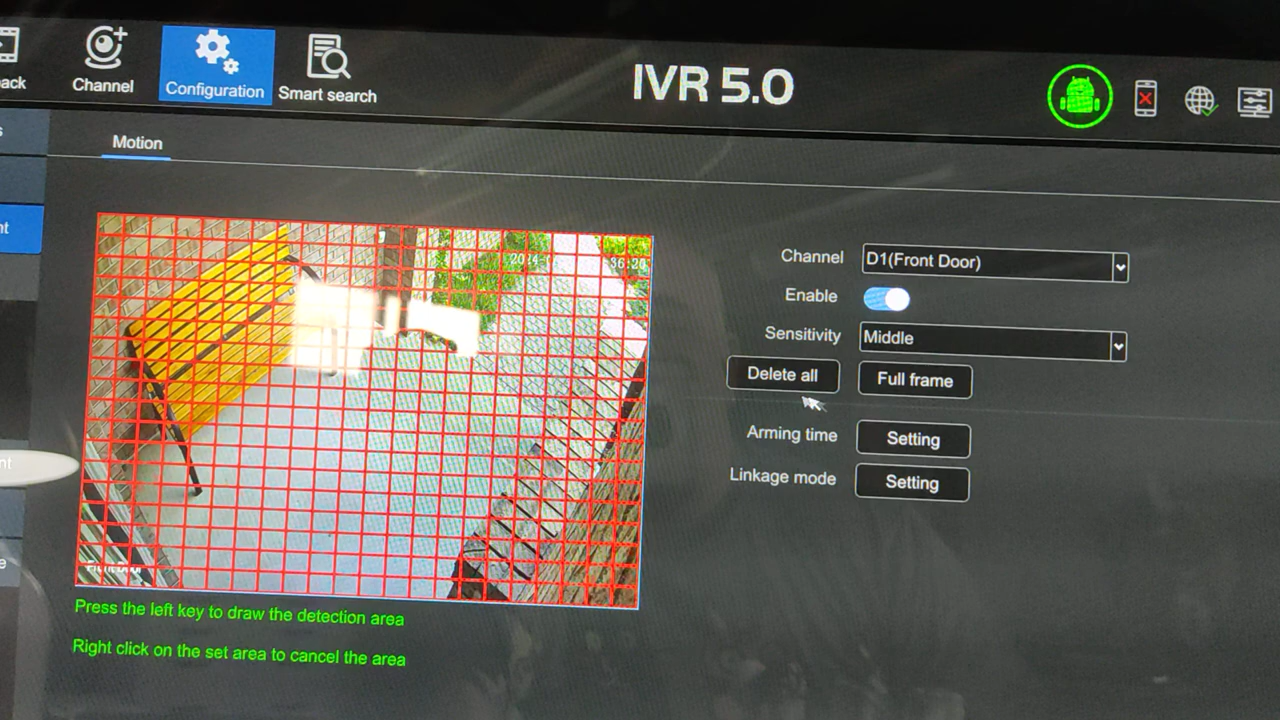 ack
Channel
Configuration
Smart search
IVR 5.0
Motion
Channel
D1(Front Door)
Enable
Sensitivity
Middle
Delete all
Full frame
Arming time
Setting
Linkage mode
Setting
Press the left key to draw the detection area
Right click on the set area to cancel the area